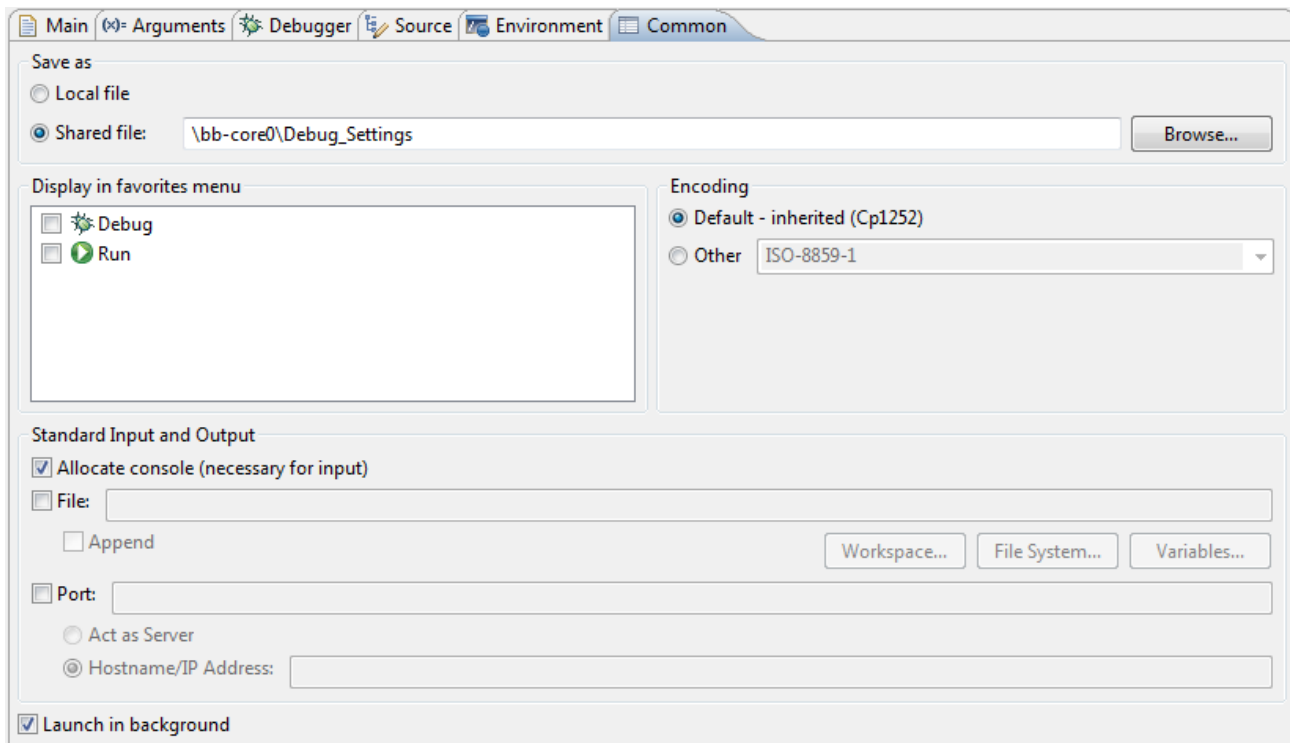 Main (x)= Arguments Debugger Source Environment Common
Save as
Local file
Shared file: \bb-core0\Debug_Settings Browse...
Display in favorites menu
Debug
Run
Encoding
Default - inherited (Cp1252)
Other ISO-8859-1
Standard Input and Output
Allocate console (necessary for input)
File:
Append Workspace... File System... Variables...
Port:
Act as Server
Hostname/IP Address:
Launch in background